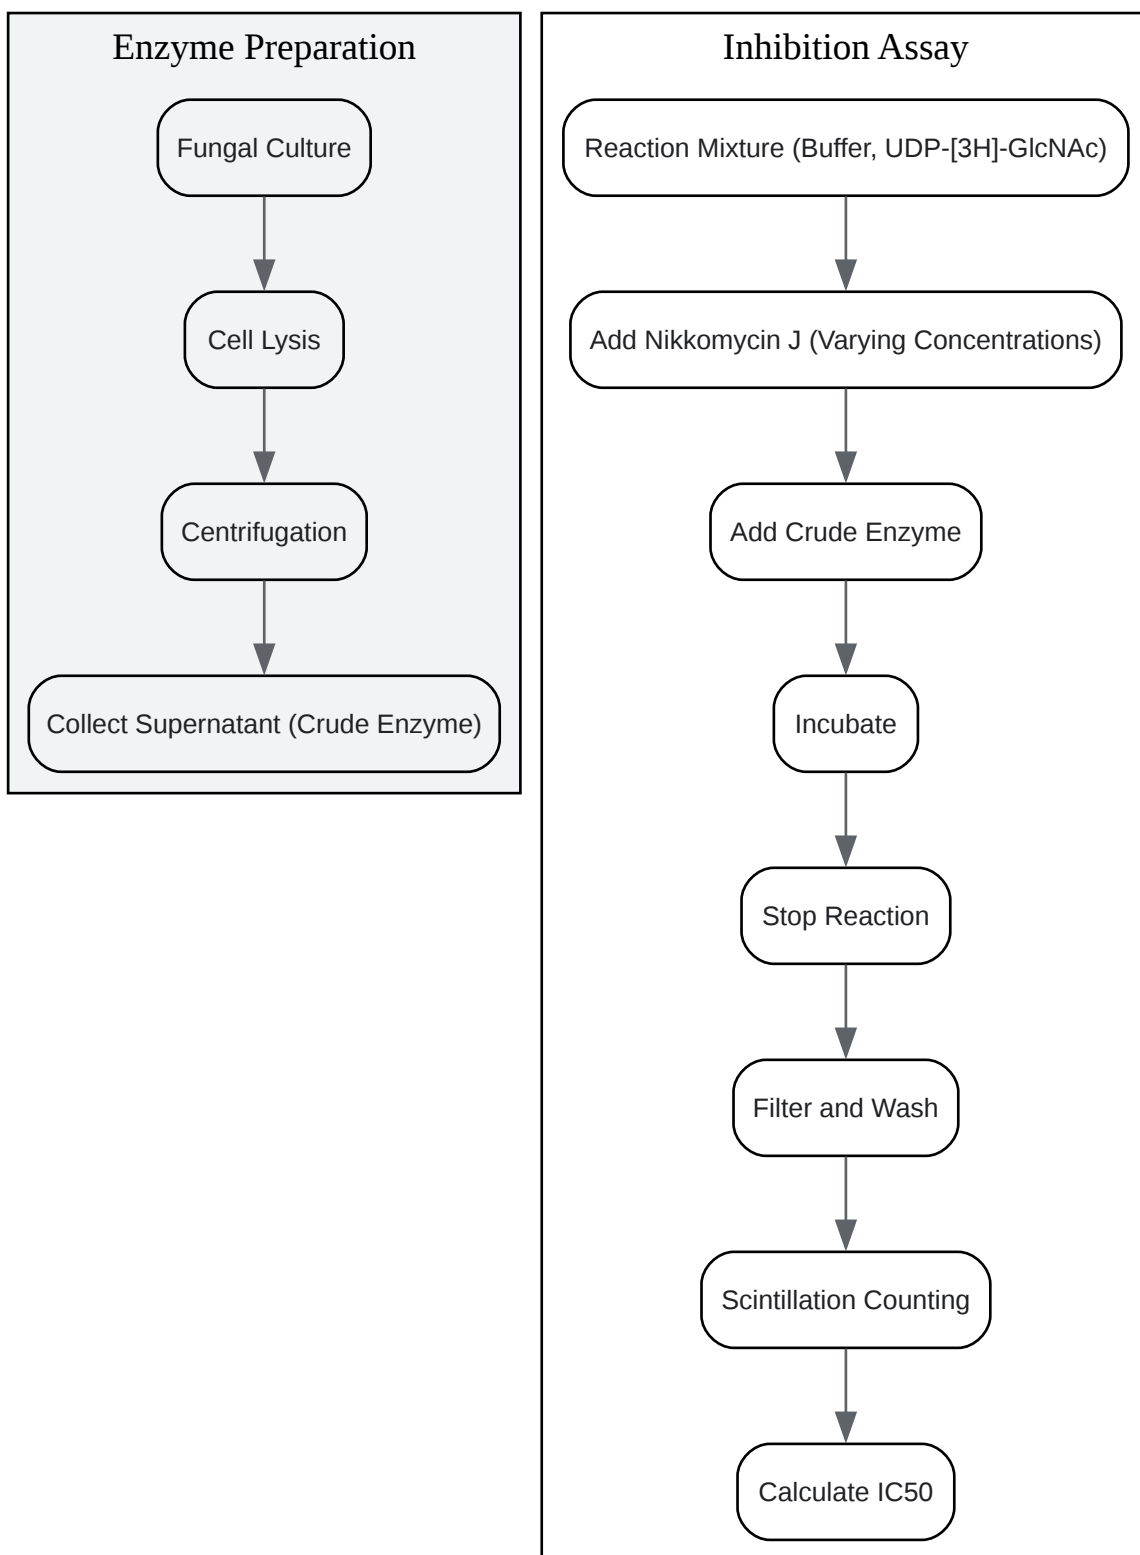 Enzyme Preparation
Fungal Culture
Cell Lysis
Centrifugation
Collect Supernatant (Crude Enzyme)
Inhibition Assay
Reaction Mixture (Buffer, UDP-[3H]-GlcNAc)
Add Nikkomycin J (Varying Concentrations)
Add Crude Enzyme
Incubate
Stop Reaction
Filter and Wash
Scintillation Counting
Calculate IC50